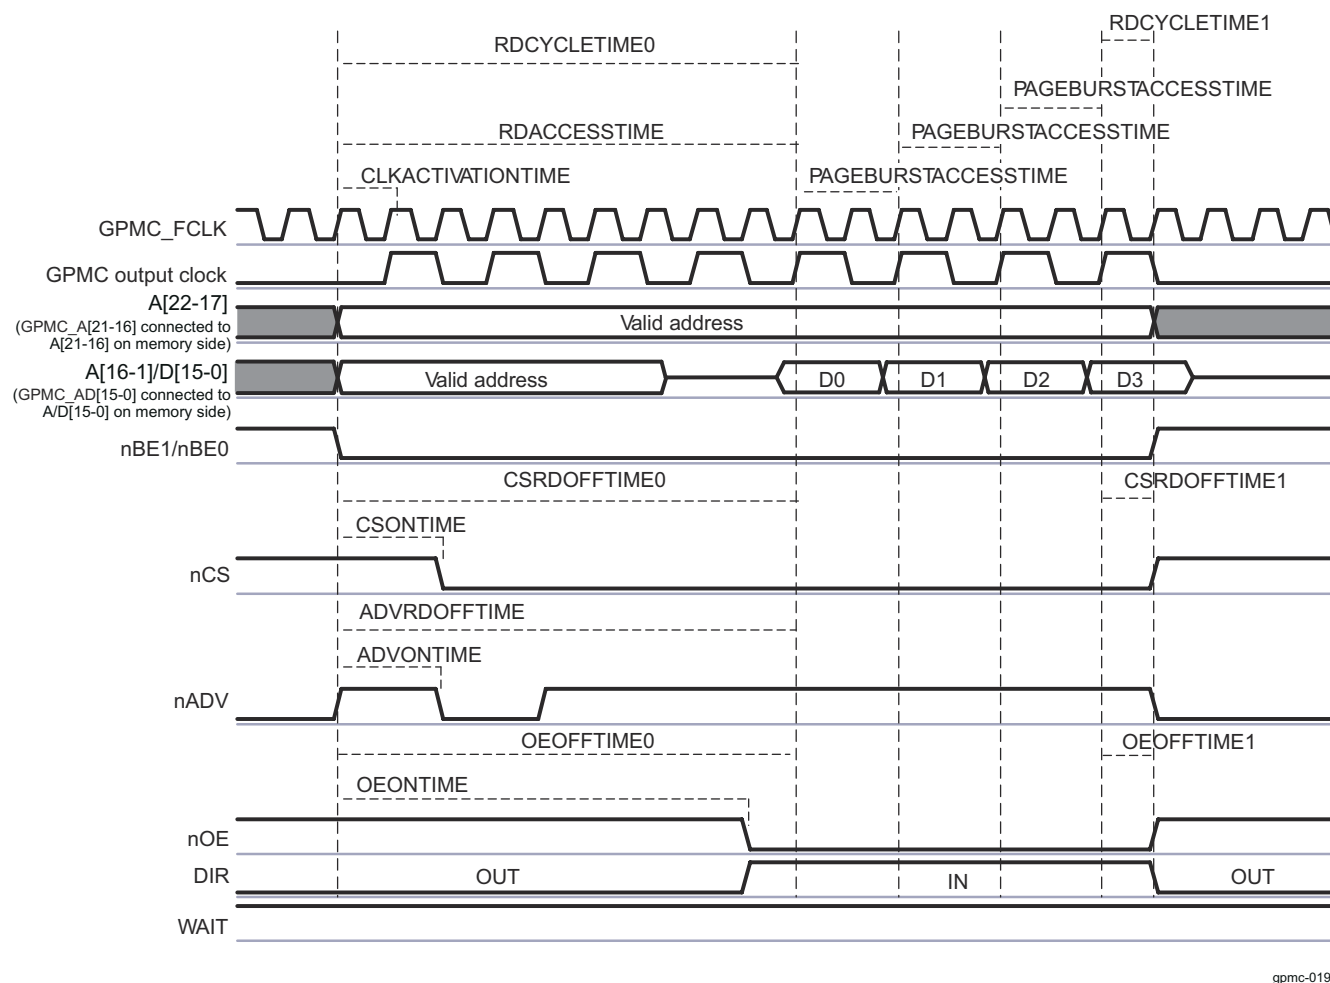 RDCYCLETIME1
RDCYCLETIME0
PAGEBURSTACCESSTIME
RDACCESSTIME
PAGEBURSTACCESSTIME
CLKACTIVATIONTIME
PAGEBURSTACCESSTIME
GPMC_FCLK
GPMC output clock
A[22-17]
(GPMC_A[21-16] connected to
A[21-16] on memory side)
Valid address
A[16-1]/D[15-0]
(GPMC_AD[15-0] connected to
A/D[15-0] on memory side)
Valid address
D0
D1
D2
D3
nBE1/nBE0
CSRDOFFTIME0
CSRDOFFTIME1
CSONTIME
nCS
ADVRDOFFTIME
ADVONTIME
nADV
OEOFFTIME0
OEOFFTIME1
OEONTIME
nOE
DIR
OUT
IN
OUT
WAIT
gpmc-019